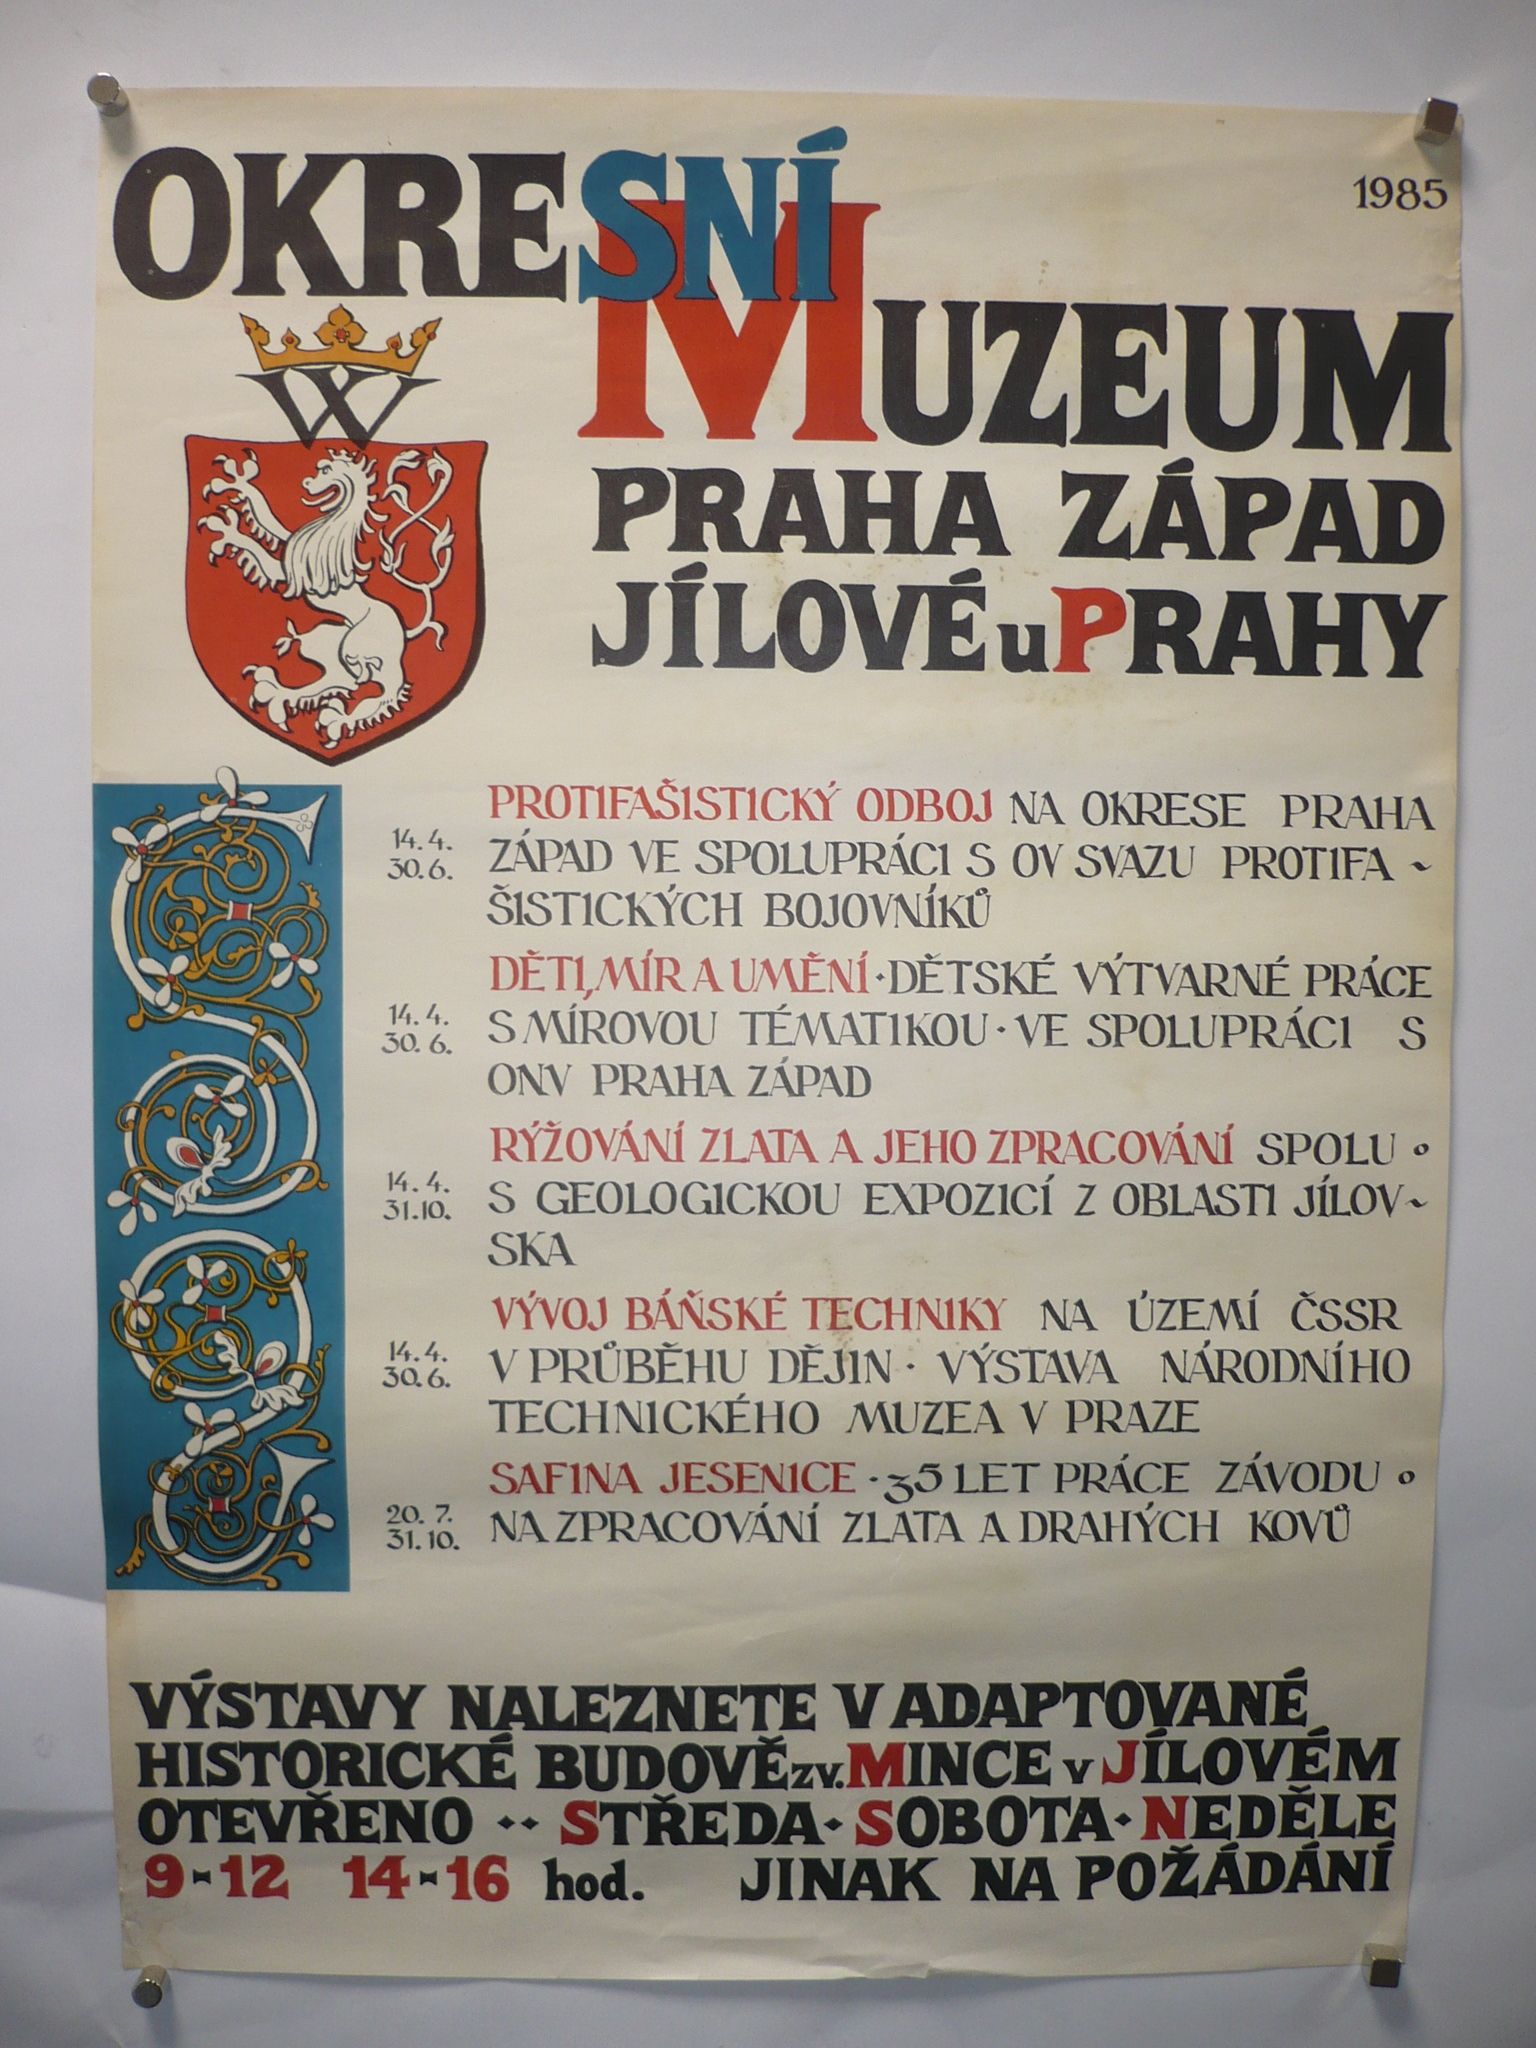 OKRESNÍ
1985
MUZEUM
W
PRAHA ZÁPAD
JÍLOVÉ u PRAHY
PROTIFAŠISTICKÝ ODBOJ NA OKRESE PRAHA
14. 4. ZÁPAD VE SPOLUPRÁCI S OV SVAZU PROTIFA ~
30. 6.
ŠISTICKÝCH BOJOVNÍKŮ
DĚTI, MÍR A UMĚNÍ · DĚTSKÉ VÝTVARNÉ PRÁCE
14. 4. S MÍROVOU TÉMATIKOU · VE SPOLUPRÁCI S
30. 6.
ONV PRAHA ZÁPAD
RÝŽOVÁNÍ ZLATA A JEHO ZPRACOVÁNÍ SPOLU °
14. 4. S GEOLOGICKOU EXPOZICÍ Z OBLASTI JÍLOV~
31. 10.
SKA
VÝVOJ BÁŇSKÉ TECHNIKY NA ÚZEMÍ ČSSR
14. 4. V PRŮBĚHU DĚJIN · VÝSTAVA NÁRODNÍHO
30. 6.
TECHNICKÉHO MUZEA V PRAZE
SAFINA JESENICE · 35 LET PRÁCE ZÁVODU °
20. 7. NA ZPRACOVÁNÍ ZLATA A DRAHÝCH KOVŮ
31. 10.
VÝSTAVY NALEZNETE V ADAPTOVANÉ
HISTORICKÉ BUDOVĚ zv. MINCE v JÍLOVÉM
OTEVŘENO ·· STŘEDA · SOBOTA · NEDĚLE
9-12 14-16 hod. JINAK NA POŽÁDÁNÍ